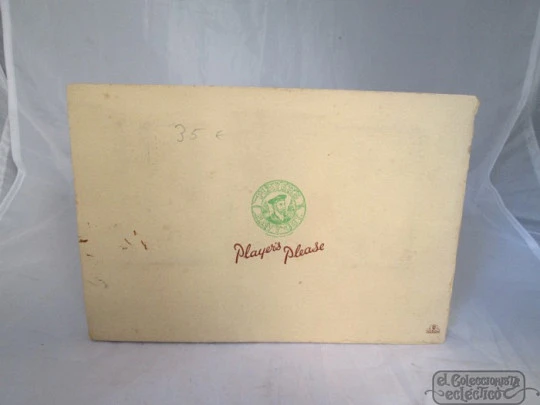 35 €
Player's Please
el Coleccionista
ecléctico